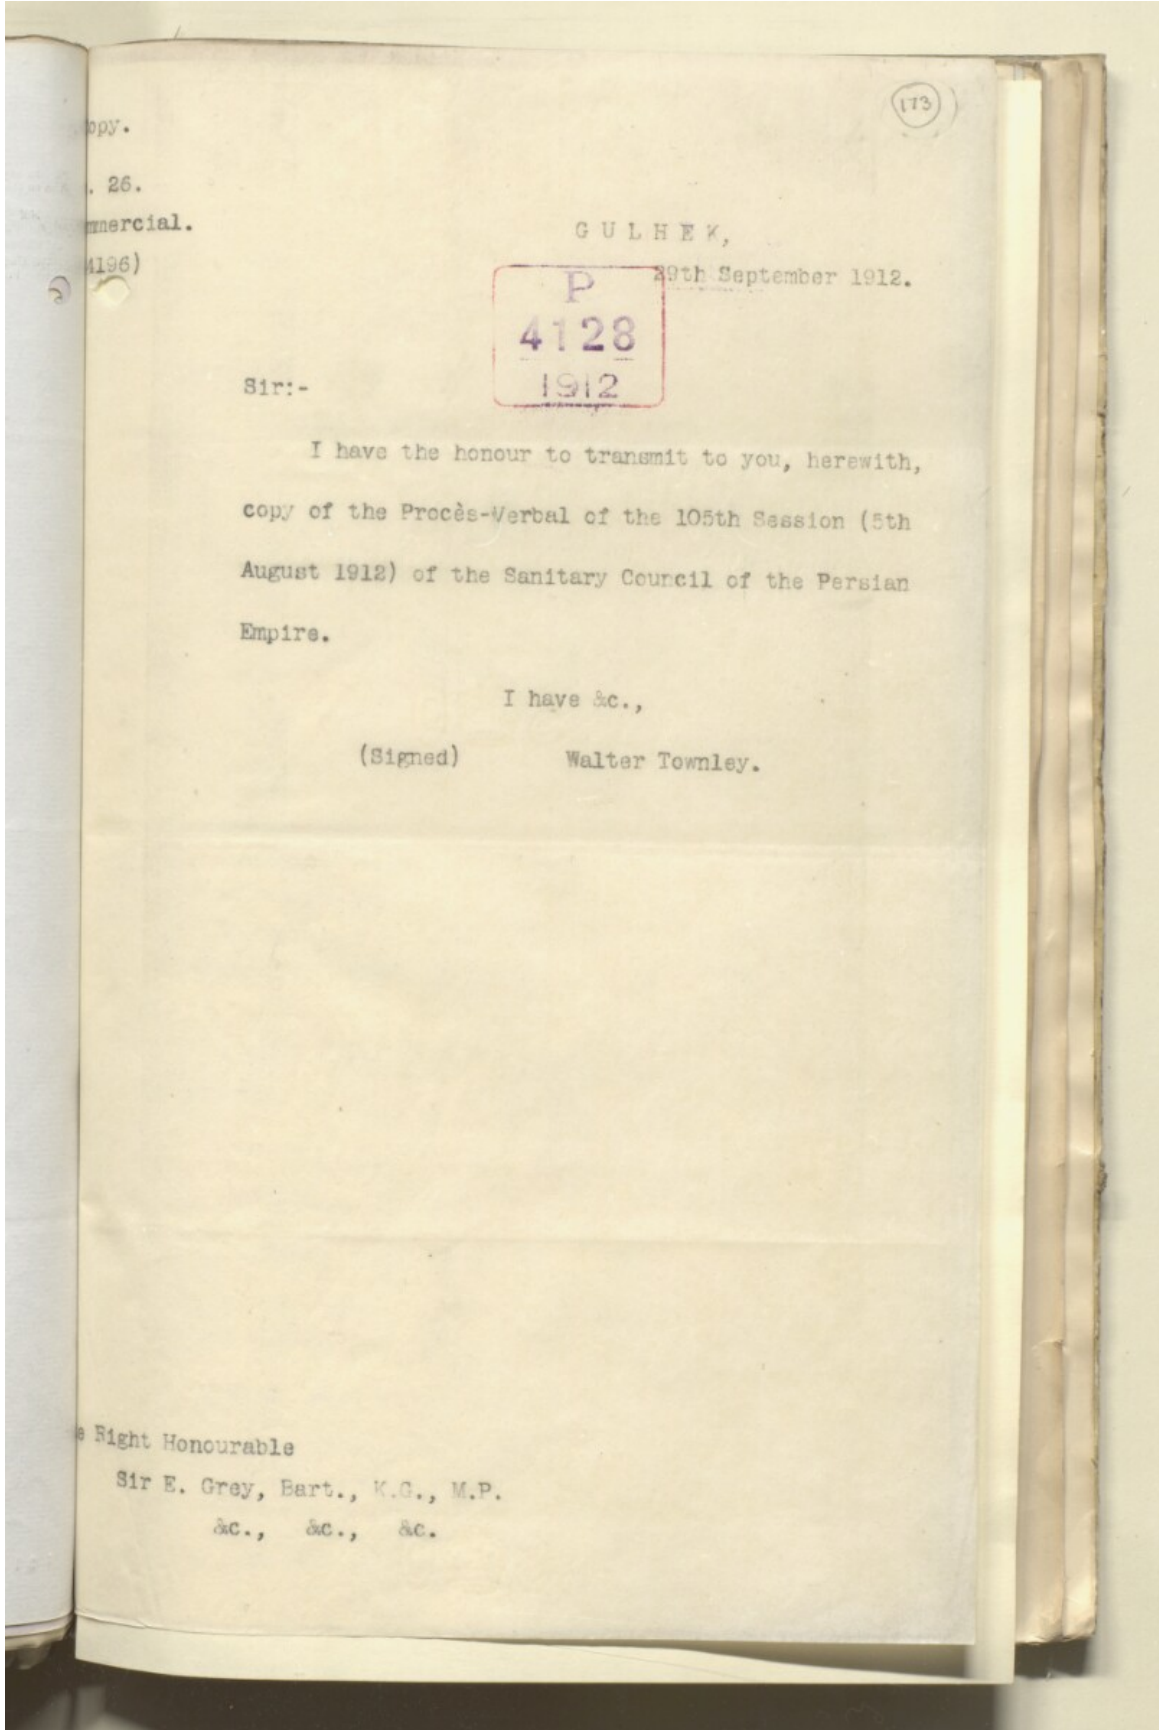 173
opy.
. 26.
mmercial.
4196)
GULHEK,
29th September 1912.
P
4128
1912
Sir:-
I have the honour to transmit to you, herewith,
copy of the Procès-Verbal of the 105th Session (5th
August 1912) of the Sanitary Council of the Persian
Empire.
I have &c.,
(Signed) Walter Townley.
e Right Honourable
Sir E. Grey, Bart., K.G., M.P.
&c., &c., &c.